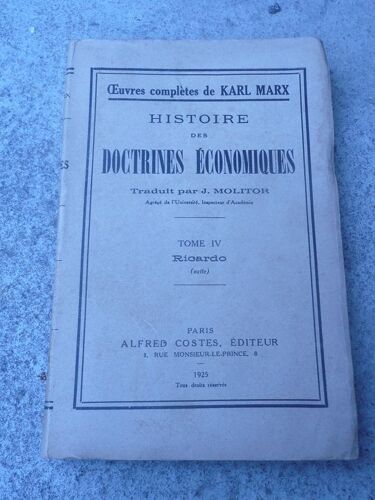 Œuvres complètes de KARL MARX
HISTOIRE
DES
DOCTRINES ÉCONOMIQUES
Traduit par J. MOLITOR
Agrégé de l'Université, Inspecteur d'Académie
TOME IV
Ricardo
(suite)
PARIS
ALFRED COSTES, ÉDITEUR
8, RUE MONSIEUR-LE-PRINCE, 8
1925
Tous droits réservés